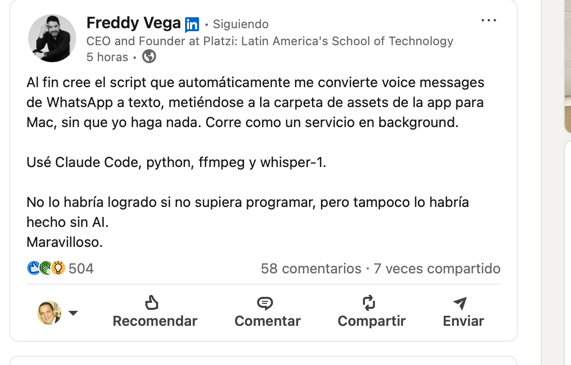 Freddy Vega in • Siguiendo
CEO and Founder at Platzi: Latin America's School of Technology
5 horas •
Al fin cree el script que automáticamente me convierte voice messages
de WhatsApp a texto, metiéndose a la carpeta de assets de la app para
Mac, sin que yo haga nada. Corre como un servicio en background.
Usé Claude Code, python, ffmpeg y whisper-1.
No lo habría logrado si no supiera programar, pero tampoco lo habría
hecho sin AI.
Maravilloso.
504
58 comentarios · 7 veces compartido
Recomendar
Comentar
Compartir
Enviar